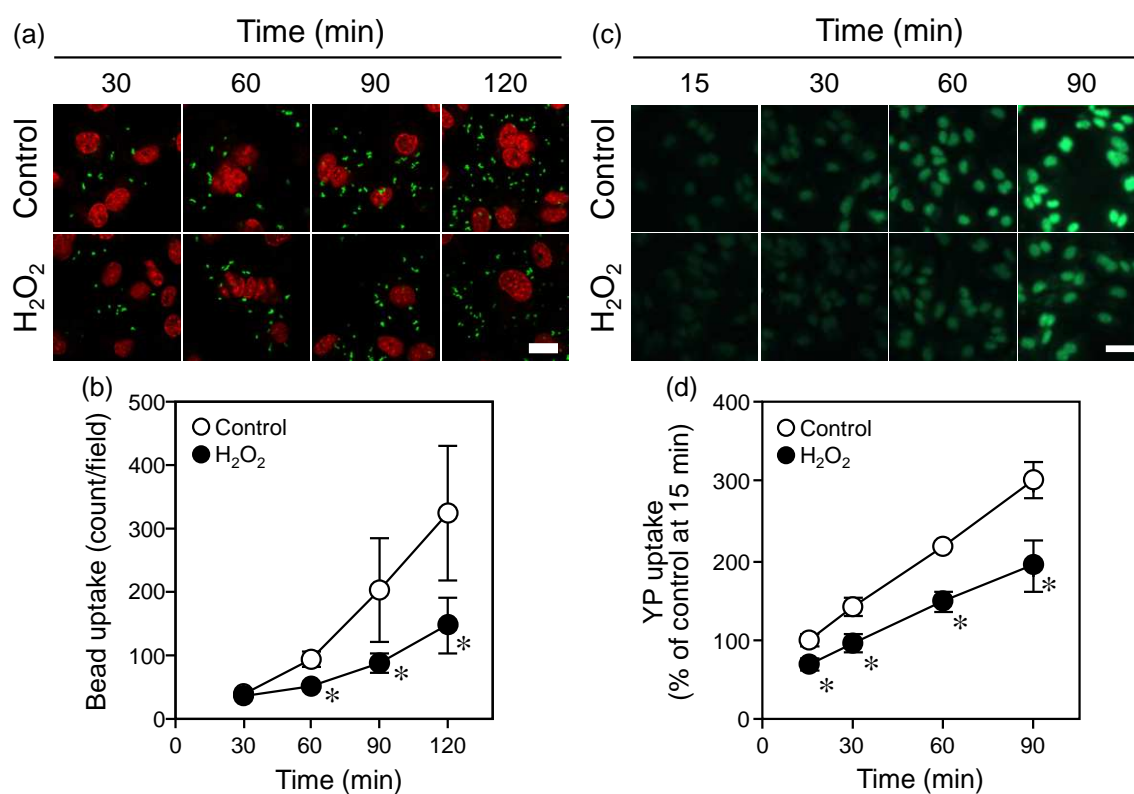 (a)
Time (min)
30 60 90 120
Control
H₂O₂
(c)
Time (min)
15 30 60 90
Control
H₂O₂
(b)
Bead uptake (count/field)
500
400
300
200
100
0
Control
H₂O₂
*
*
*
0 30 60 90 120
Time (min)
(d)
YP uptake
(% of control at 15 min)
400
300
200
100
0
Control
H₂O₂
*
*
*
*
0 30 60 90
Time (min)